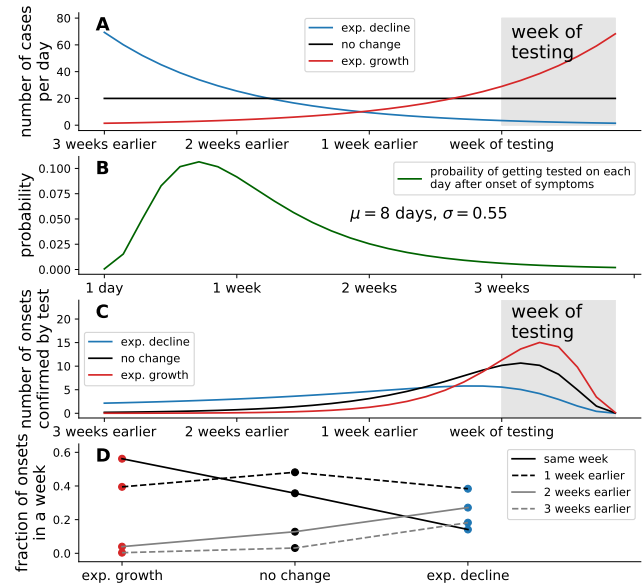 A
number of cases
per day
80
60
40
20
0
exp. decline
no change
exp. growth
week of
testing
3 weeks earlier
2 weeks earlier
1 week earlier
week of testing
B
probability
0.100
0.075
0.050
0.025
0.000
probaility of getting tested on each
day after onset of symptoms
μ = 8 days, σ = 0.55
1 day
1 week
2 weeks
3 weeks
C
number of onsets
confirmed by test
20
15
10
5
0
exp. decline
no change
exp. growth
week of
testing
3 weeks earlier
2 weeks earlier
1 week earlier
week of testing
D
fraction of onsets
in a week
0.6
0.4
0.2
0.0
same week
1 week earlier
2 weeks earlier
3 weeks earlier
exp. growth
no change
exp. decline